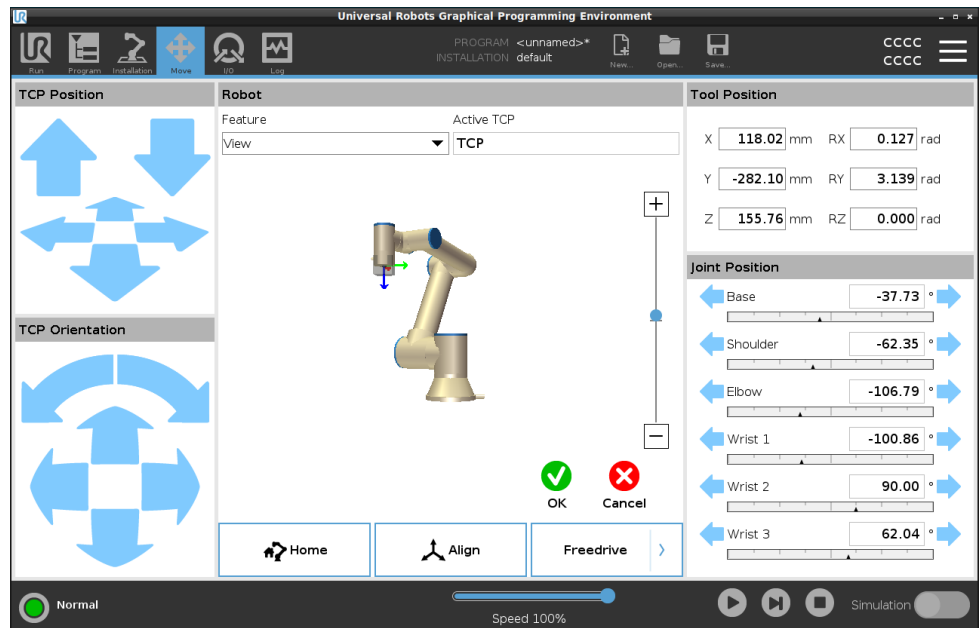 Universal Robots Graphical Programming Environment
UR
Run
Program
Installation
Move
I/O
Log
PROGRAM <unnamed>*
INSTALLATION default
New...
Open...
Save...
CCCC
CCCC
TCP Position
TCP Orientation
Robot
Feature
Active TCP
View
TCP
+
−
OK
Cancel
Home
Align
Freedrive
Tool Position
X 118.02 mm RX 0.127 rad
Y -282.10 mm RY 3.139 rad
Z 155.76 mm RZ 0.000 rad
Joint Position
Base -37.73 °
Shoulder -62.35 °
Elbow -106.79 °
Wrist 1 -100.86 °
Wrist 2 90.00 °
Wrist 3 62.04 °
Normal
Speed 100%
Simulation